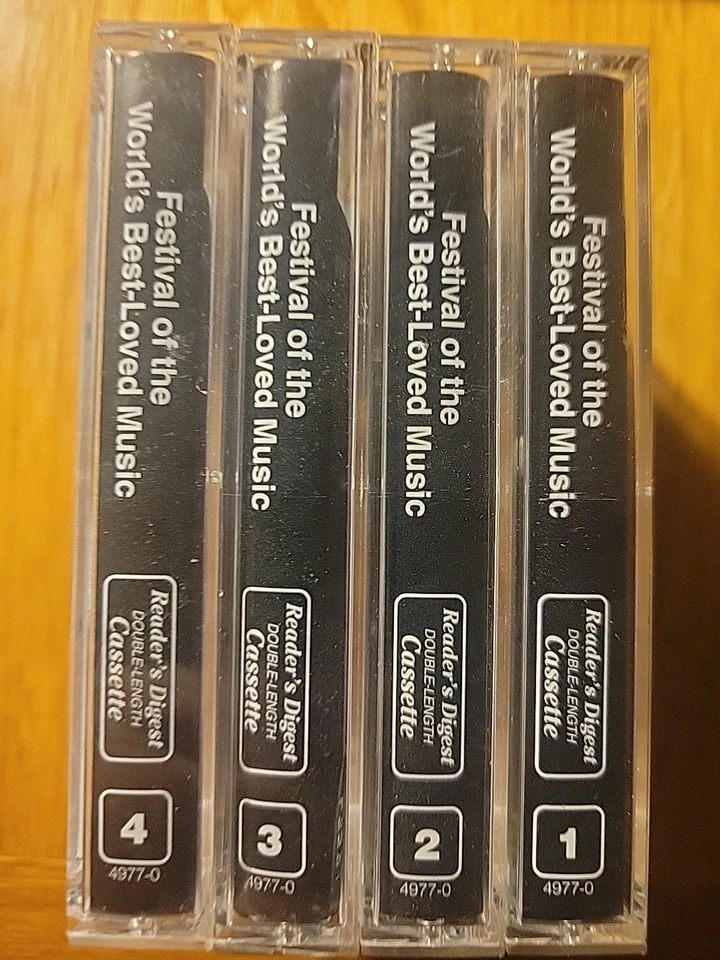 Festival of the
World's Best-Loved Music
Reader's Digest
DOUBLE-LENGTH
Cassette
4
4977-0
Festival of the
World's Best-Loved Music
Reader's Digest
DOUBLE-LENGTH
Cassette
3
4977-0
Festival of the
World's Best-Loved Music
Reader's Digest
DOUBLE-LENGTH
Cassette
2
4977-0
Festival of the
World's Best-Loved Music
Reader's Digest
DOUBLE-LENGTH
Cassette
1
4977-0